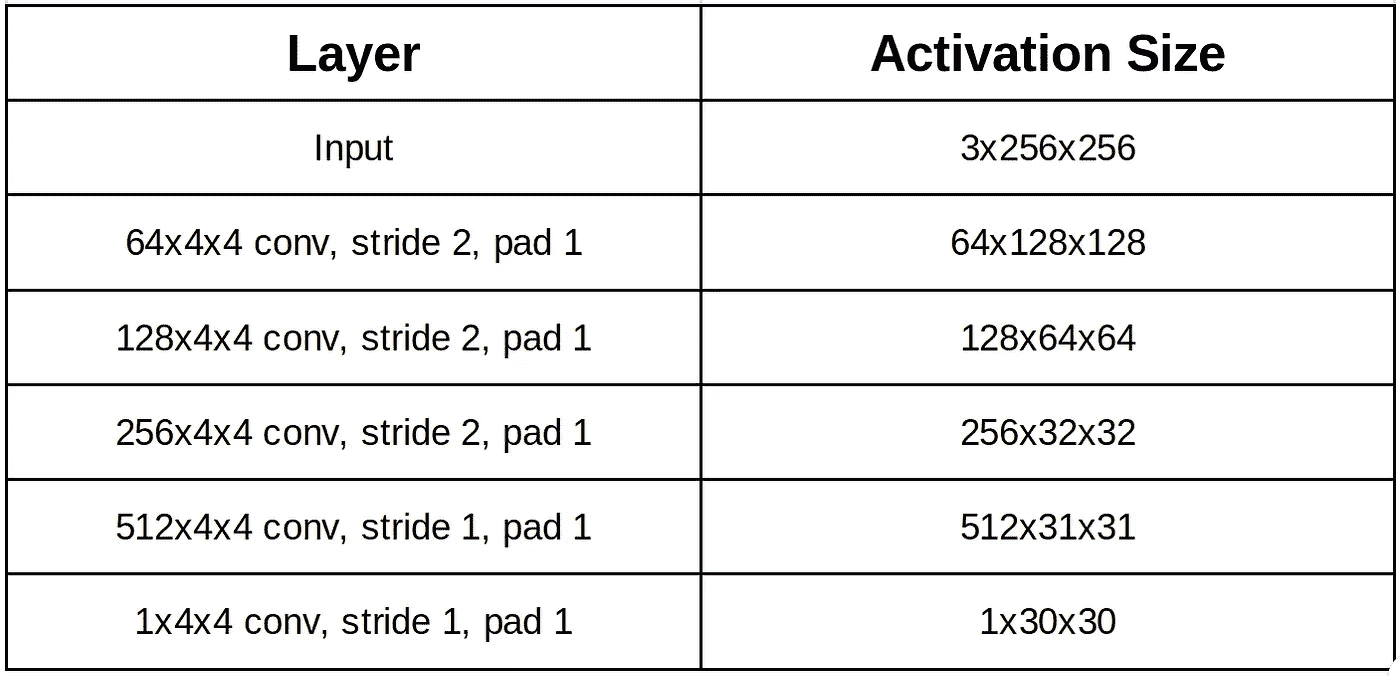 Layer Activation Size
Input 3x256x256
64x4x4 conv, stride 2, pad 1 64x128x128
128x4x4 conv, stride 2, pad 1 128x64x64
256x4x4 conv, stride 2, pad 1 256x32x32
512x4x4 conv, stride 1, pad 1 512x31x31
1x4x4 conv, stride 1, pad 1 1x30x30